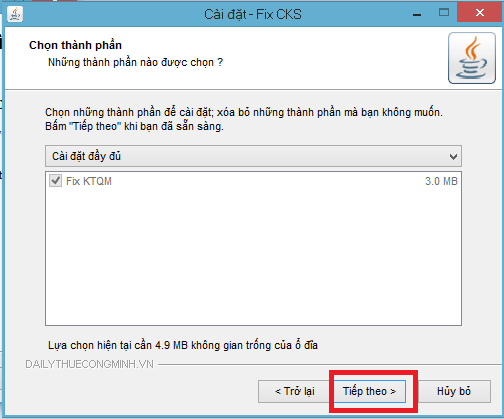 Cài đặt - Fix CKS
Chọn thành phần
Những thành phần nào được chọn ?
Chọn những thành phần để cài đặt; xóa bỏ những thành phần mà bạn không muốn.
Bấm "Tiếp theo" khi bạn đã sẵn sàng.
Cài đặt đầy đủ
Fix KTQM 3.0 MB
Lựa chọn hiện tại cần 4.9 MB không gian trống của ổ đĩa
DAILYTHUECONGMINH.VN
< Trở lại Tiếp theo > Hủy bỏ